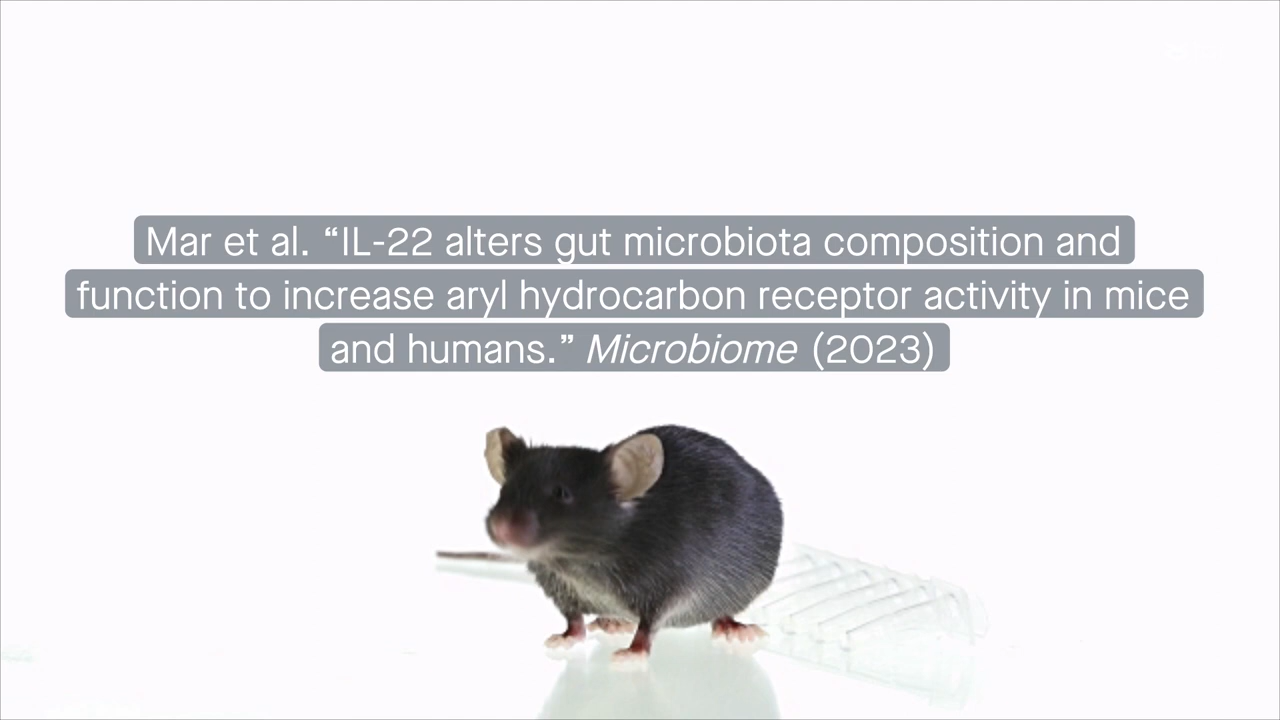 Mar et al. “IL-22 alters gut microbiota composition and
function to increase aryl hydrocarbon receptor activity in mice
and humans.” Microbiome (2023)